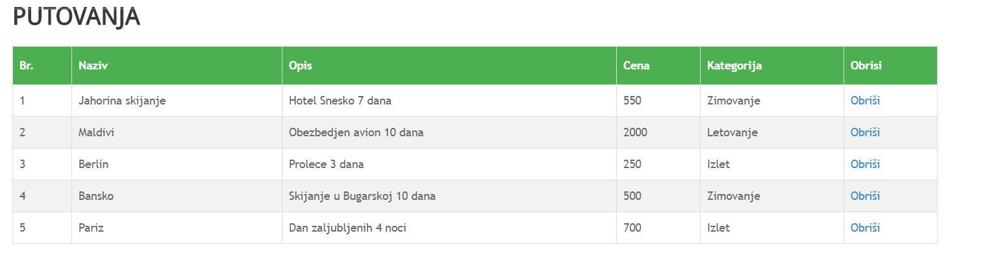 PUTOVANJA
Br. Naziv Opis Cena Kategorija Obrisi
1 Jahorina skijanje Hotel Snesko 7 dana 550 Zimovanje Obriši
2 Maldivi Obezbedjen avion 10 dana 2000 Letovanje Obriši
3 Berlin Prolece 3 dana 250 Izlet Obriši
4 Bansko Skijanje u Bugarskoj 10 dana 500 Zimovanje Obriši
5 Pariz Dan zaljubljenih 4 noci 700 Izlet Obriši